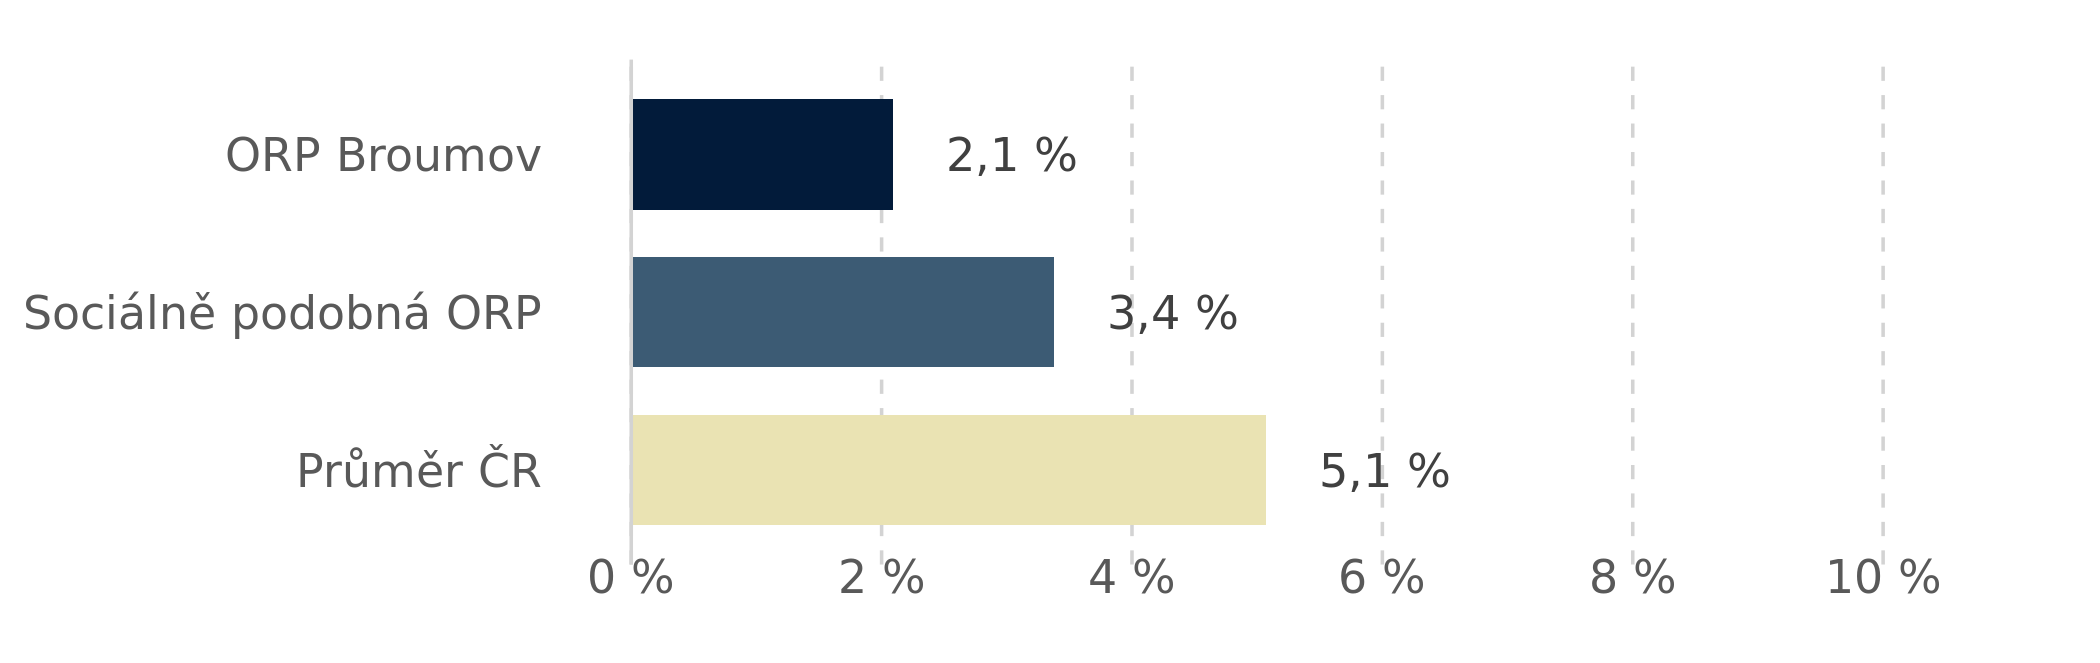 ORP Broumov 2,1 %
Sociálně podobná ORP 3,4 %
Průměr ČR 5,1 %
0 % 2 % 4 % 6 % 8 % 10 %